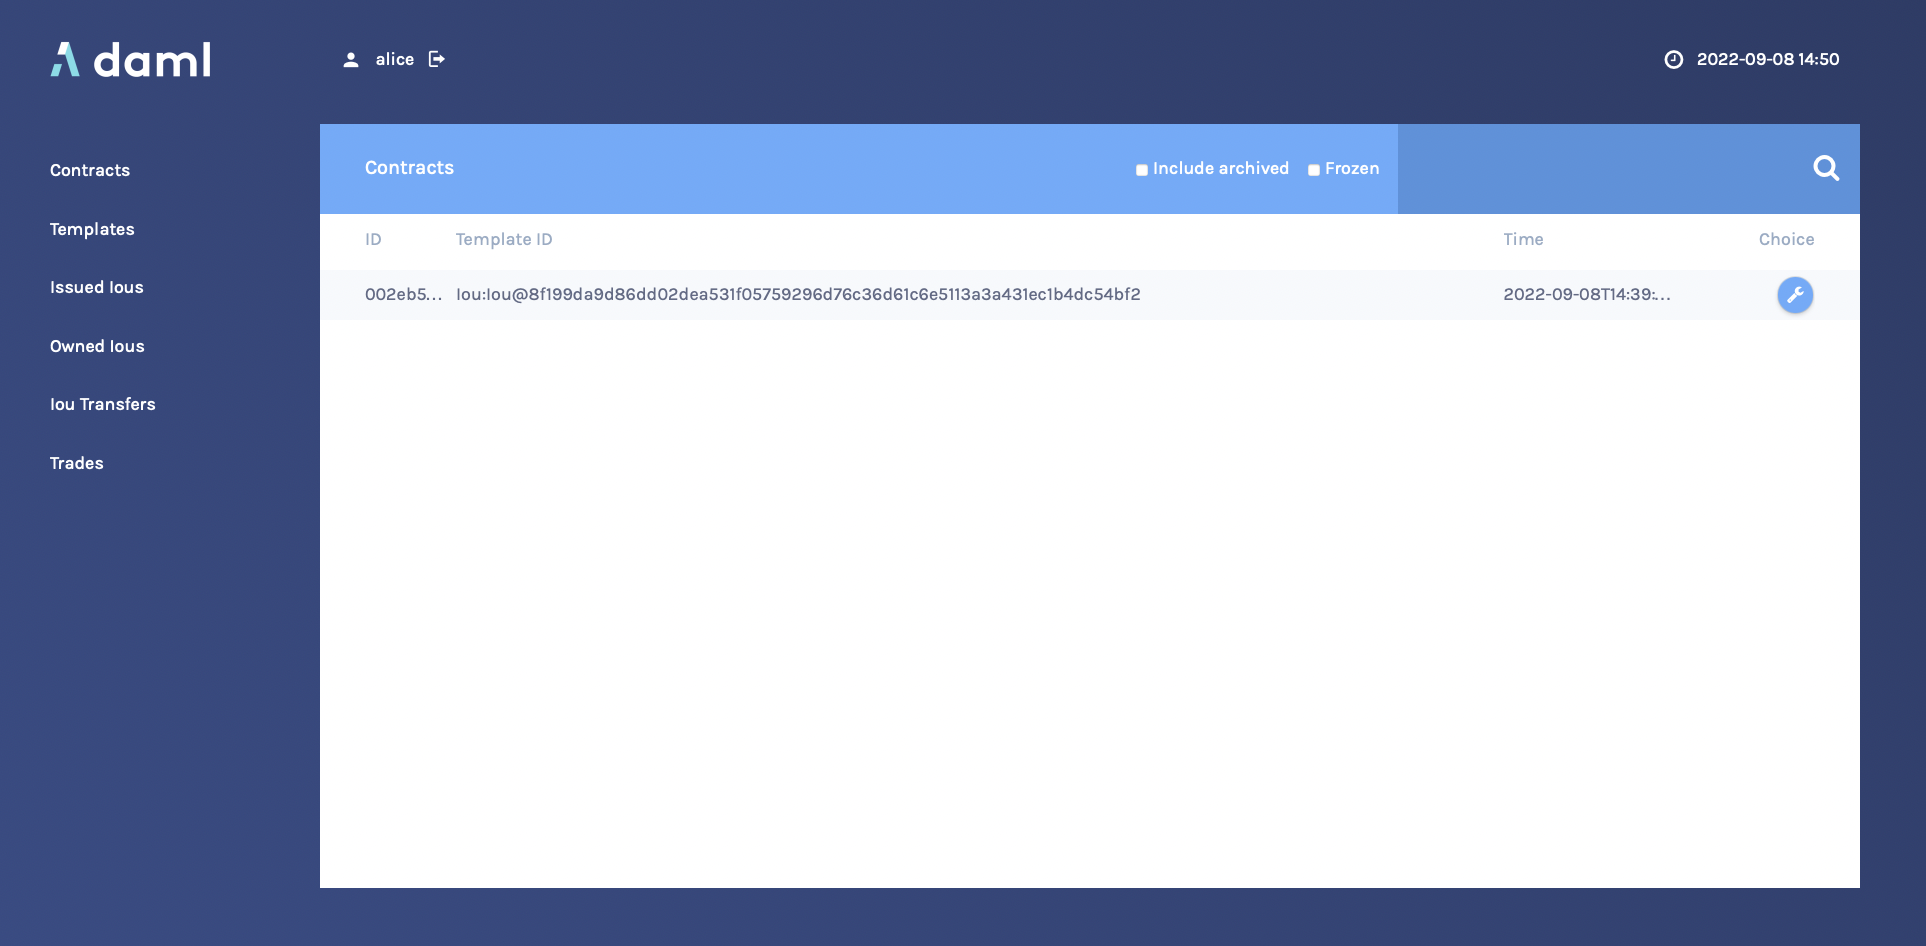 daml
alice
2022-09-08 14:50
Contracts
Templates
Issued Ious
Owned Ious
Iou Transfers
Trades
Contracts
Include archived
Frozen
ID Template ID Time Choice
002eb5... Iou:Iou@8f199da9d86dd02dea531f05759296d76c36d61c6e5113a3a431ec1b4dc54bf2 2022-09-08T14:39:...